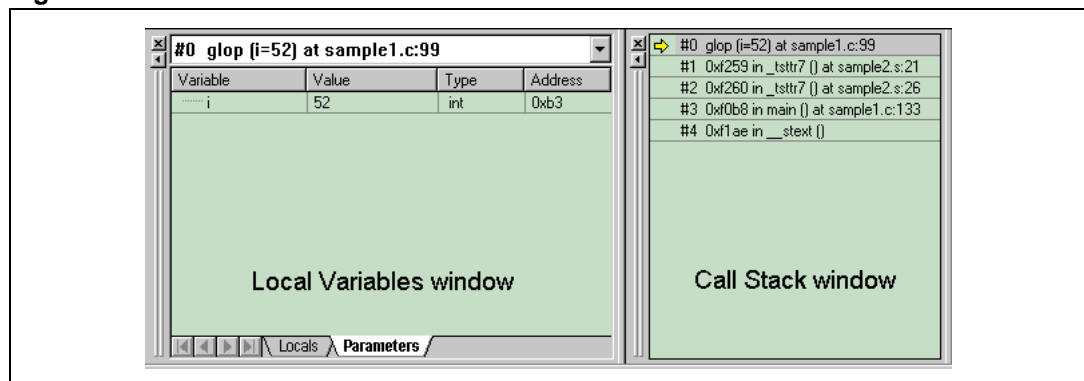 #0 glop (i=52) at sample1.c:99
Variable Value Type Address
i 52 int 0xb3
Local Variables window
Locals Parameters
#0 glop (i=52) at sample1.c:99
#1 0xf259 in _tsttr7 () at sample2.s:21
#2 0xf260 in _tsttr7 () at sample2.s:26
#3 0xf0b8 in main () at sample1.c:133
#4 0xf1ae in __stext ()
Call Stack window